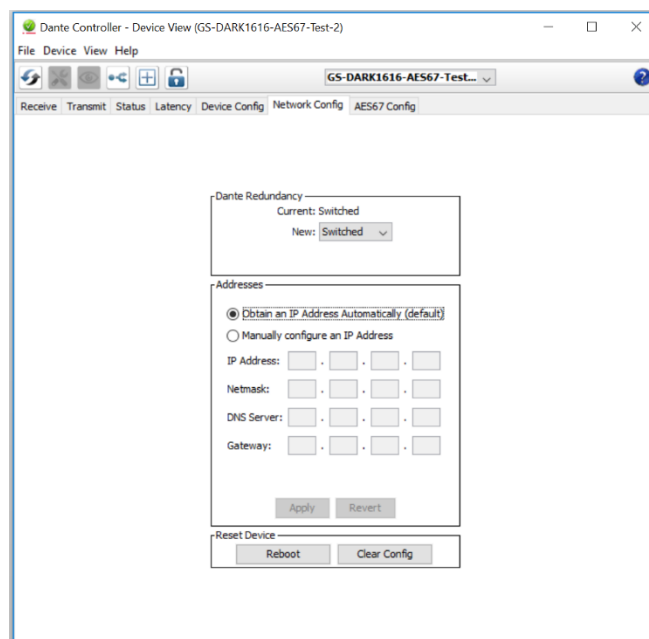 Dante Controller - Device View (GS-DARK1616-AES67-Test-2)
File Device View Help
GS-DARK1616-AES67-Test...
?
Receive Transmit Status Latency Device Config Network Config AES67 Config
Dante Redundancy
Current: Switched
New: Switched
Addresses
Obtain an IP Address Automatically (default)
Manually configure an IP Address
IP Address: . . .
Netmask: . . .
DNS Server: . . .
Gateway: . . .
Apply Revert
Reset Device
Reboot Clear Config